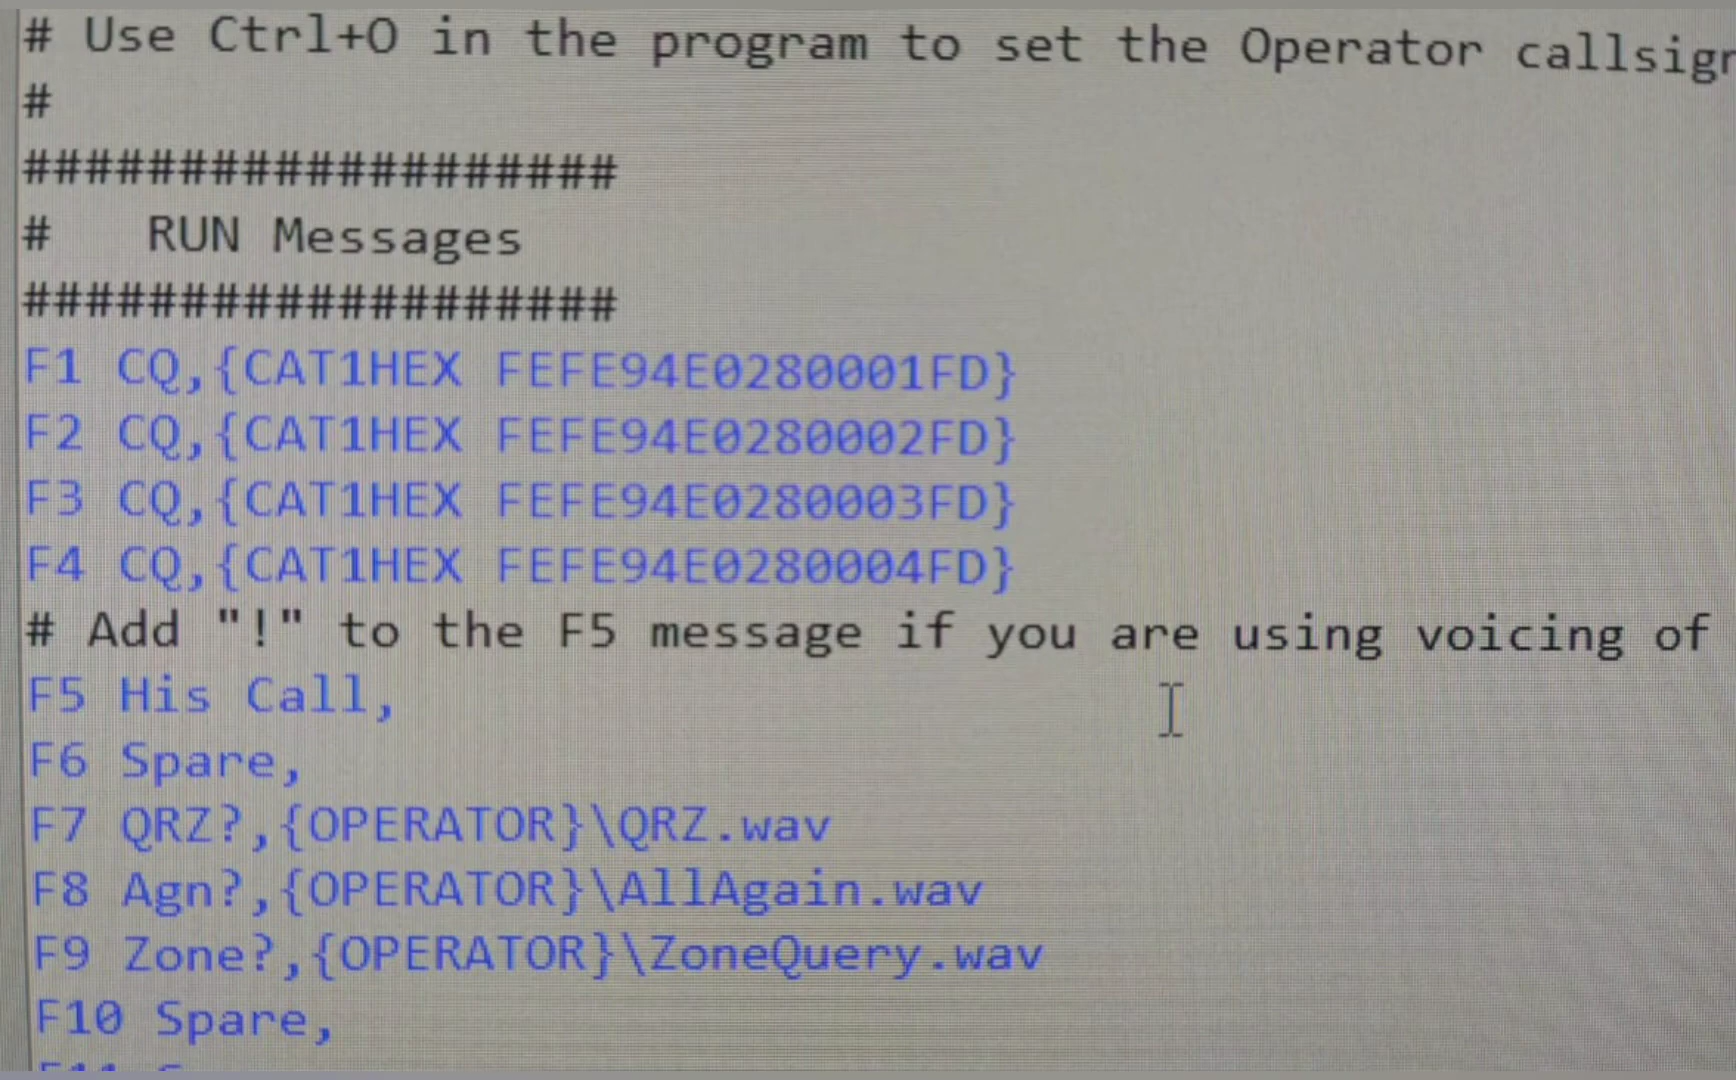 # Use Ctrl+O in the program to set the Operator callsign
#
###################
#   RUN Messages
###################
F1 CQ,{CAT1HEX FEFE94E0280001FD}
F2 CQ,{CAT1HEX FEFE94E0280002FD}
F3 CQ,{CAT1HEX FEFE94E0280003FD}
F4 CQ,{CAT1HEX FEFE94E0280004FD}
# Add "!" to the F5 message if you are using voicing of
F5 His Call,
F6 Spare,
F7 QRZ?,{OPERATOR}\QRZ.wav
F8 Agn?,{OPERATOR}\AllAgain.wav
F9 Zone?,{OPERATOR}\ZoneQuery.wav
F10 Spare,